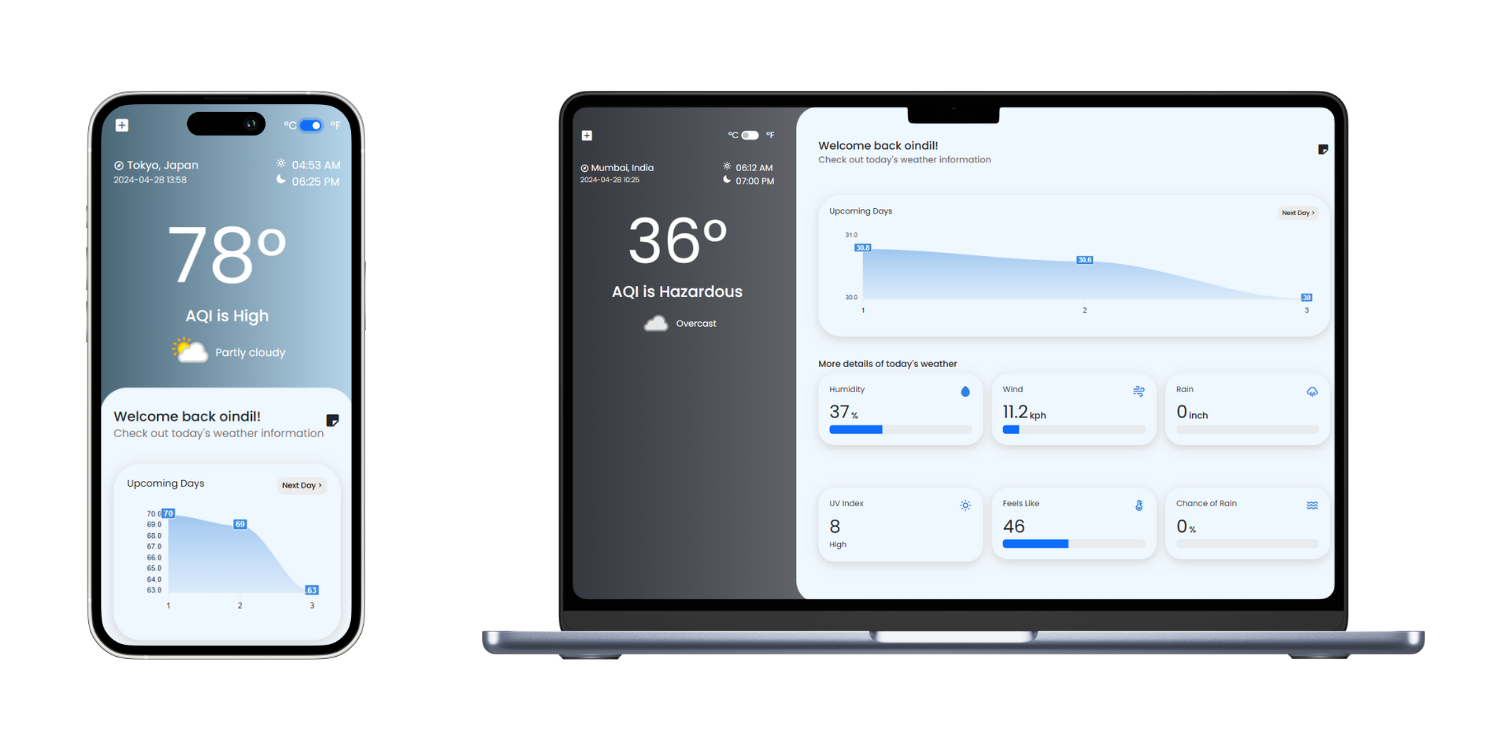 °C °F
Tokyo, Japan 04:53 AM
2024-04-28 13:58 06:25 PM
78°
AQI is High
Partly cloudy
Welcome back oindil!
Check out today's weather information
Upcoming Days Next Day >
70.0 70
69.0 69
68.0
67.0
66.0
65.0
64.0
63.0 63
1 2 3
°C °F
Mumbai, India 06:12 AM
2024-04-28 10:25 07:00 PM
36°
AQI is Hazardous
Overcast
Welcome back oindil!
Check out today's weather information
Upcoming Days Next Day >
31.0
30.8 30.6
30.0 30
1 2 3
More details of today's weather
Humidity Wind Rain
37 % 11.2 kph 0 inch
UV Index Feels Like Chance of Rain
8 46 0 %
High